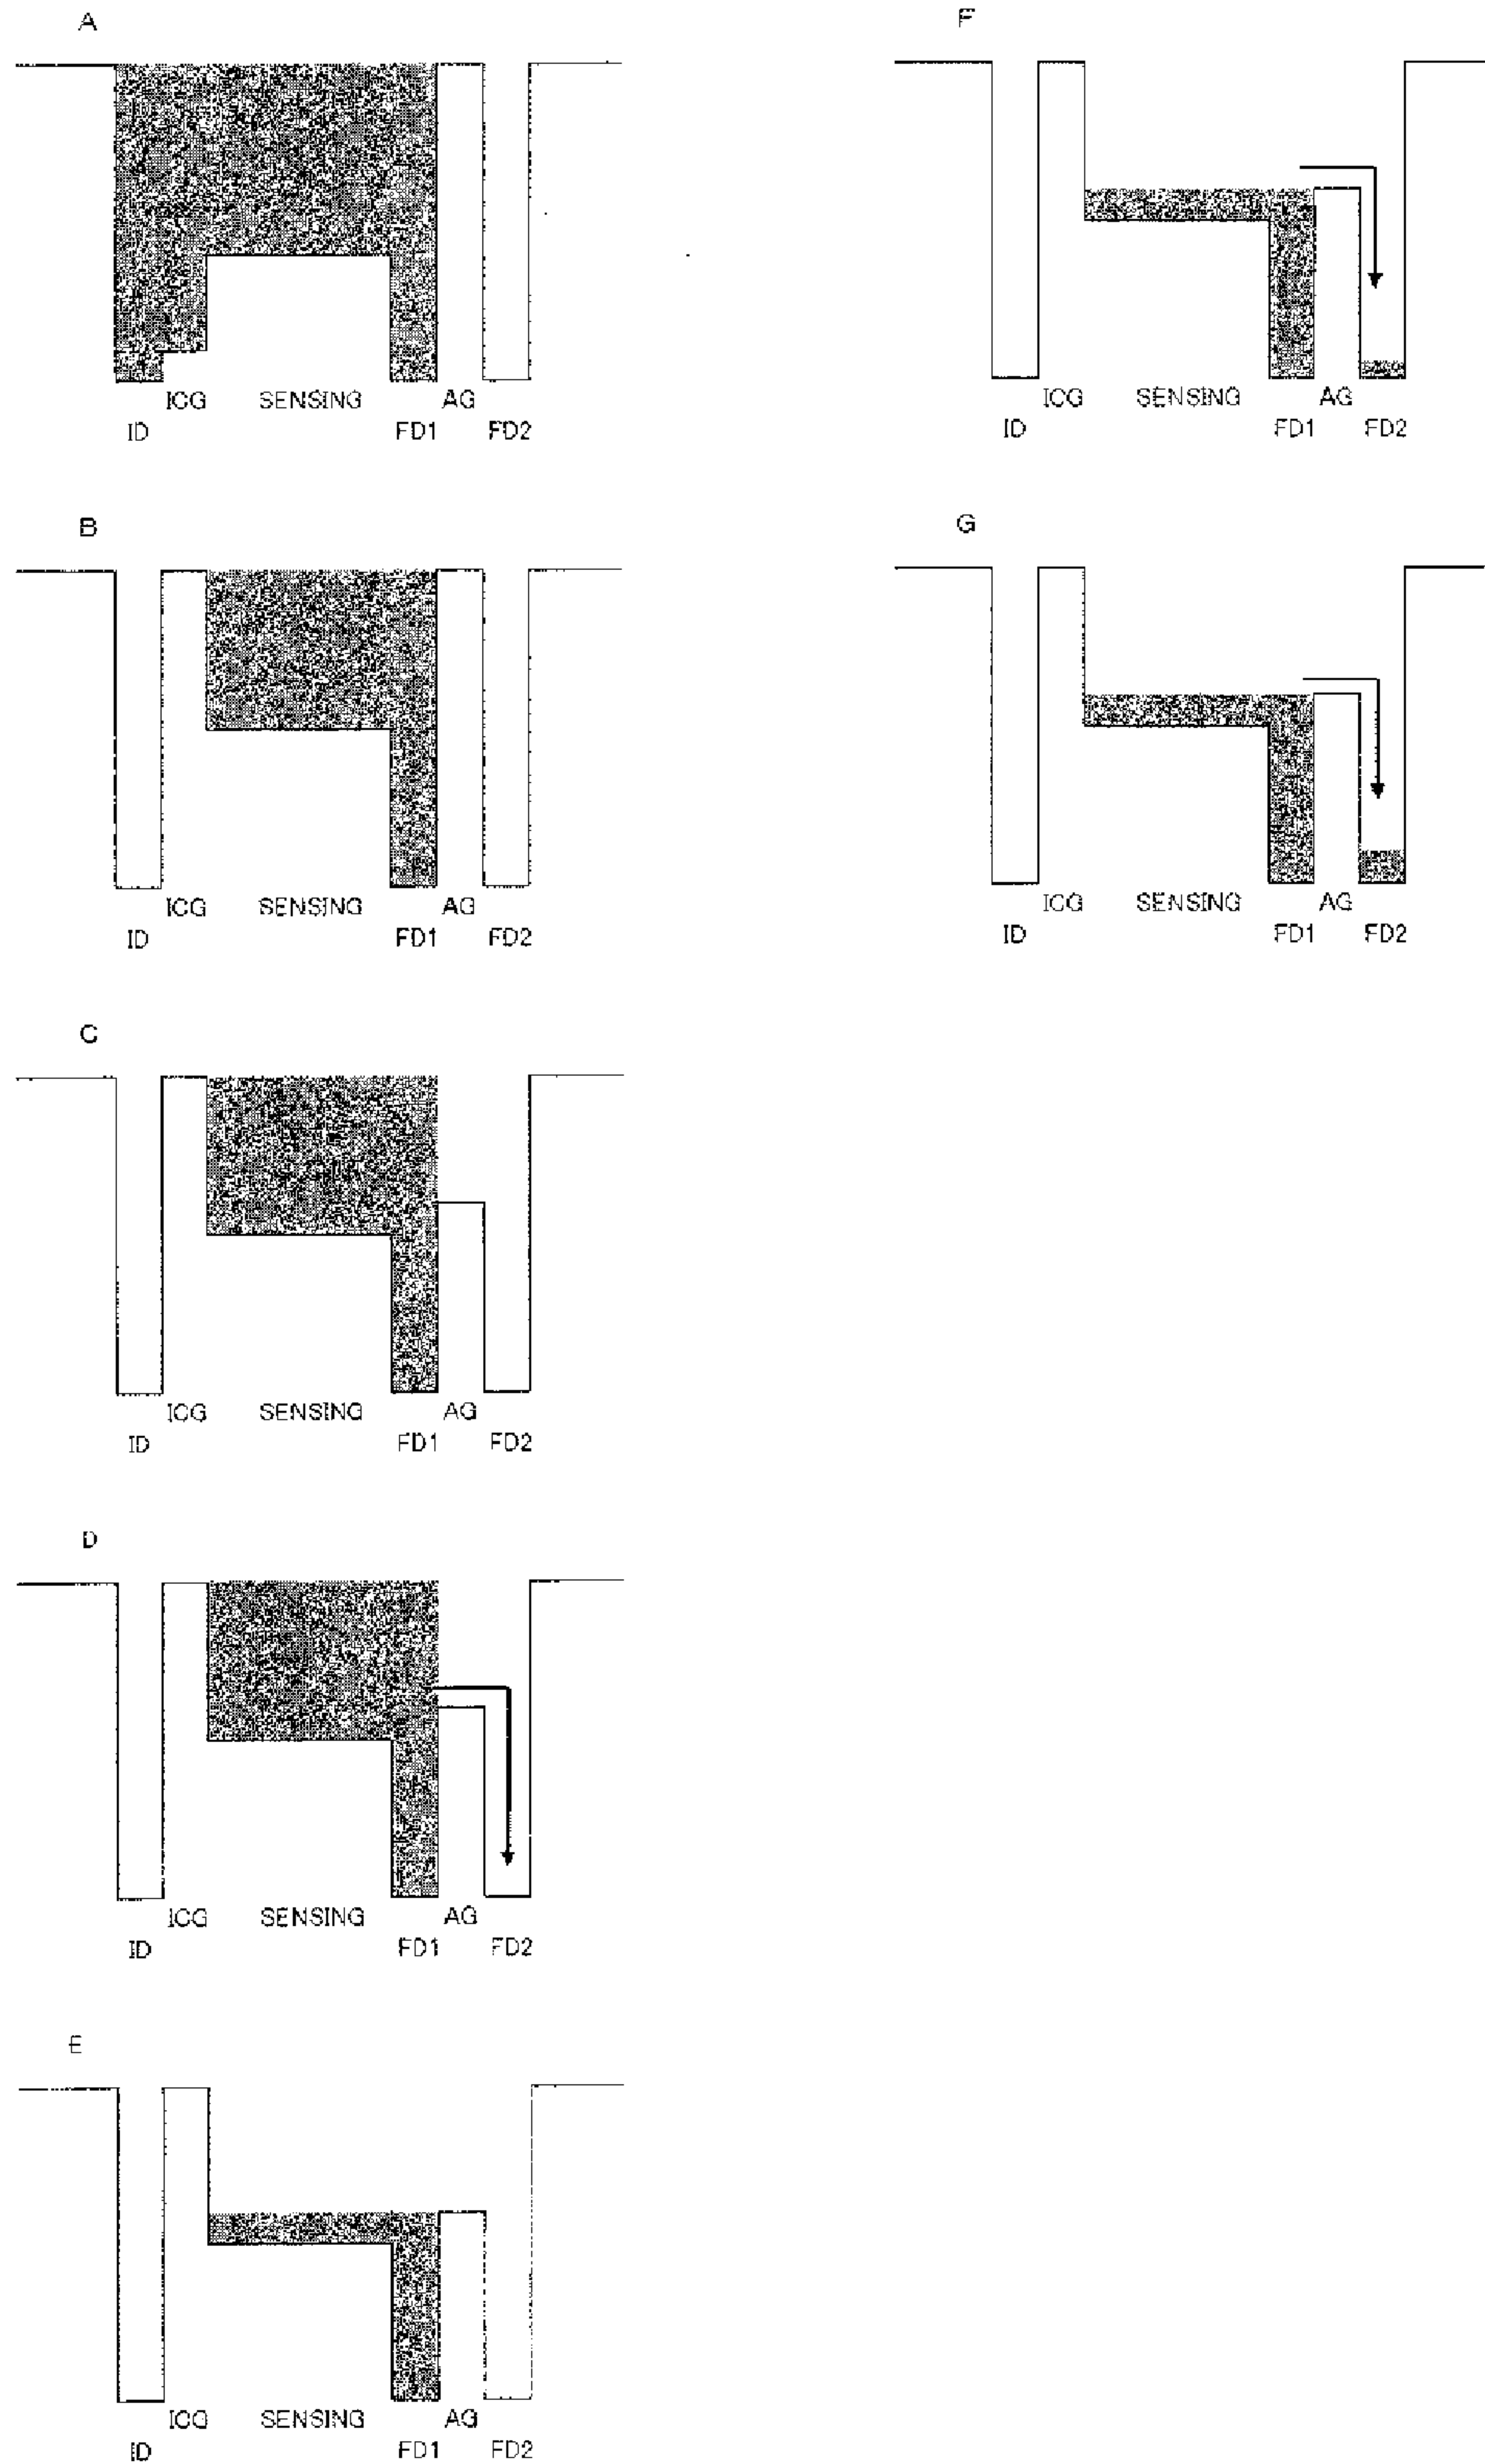 A
ICG SENSING AG
ID FD1 FD2
B
ICG SENSING AG
ID FD1 FD2
C
ICG SENSING AG
ID FD1 FD2
D
ICG SENSING AG
ID FD1 FD2
E
ICG SENSING AG
ID FD1 FD2
F
ICG SENSING AG
ID FD1 FD2
G
ICG SENSING AG
ID FD1 FD2